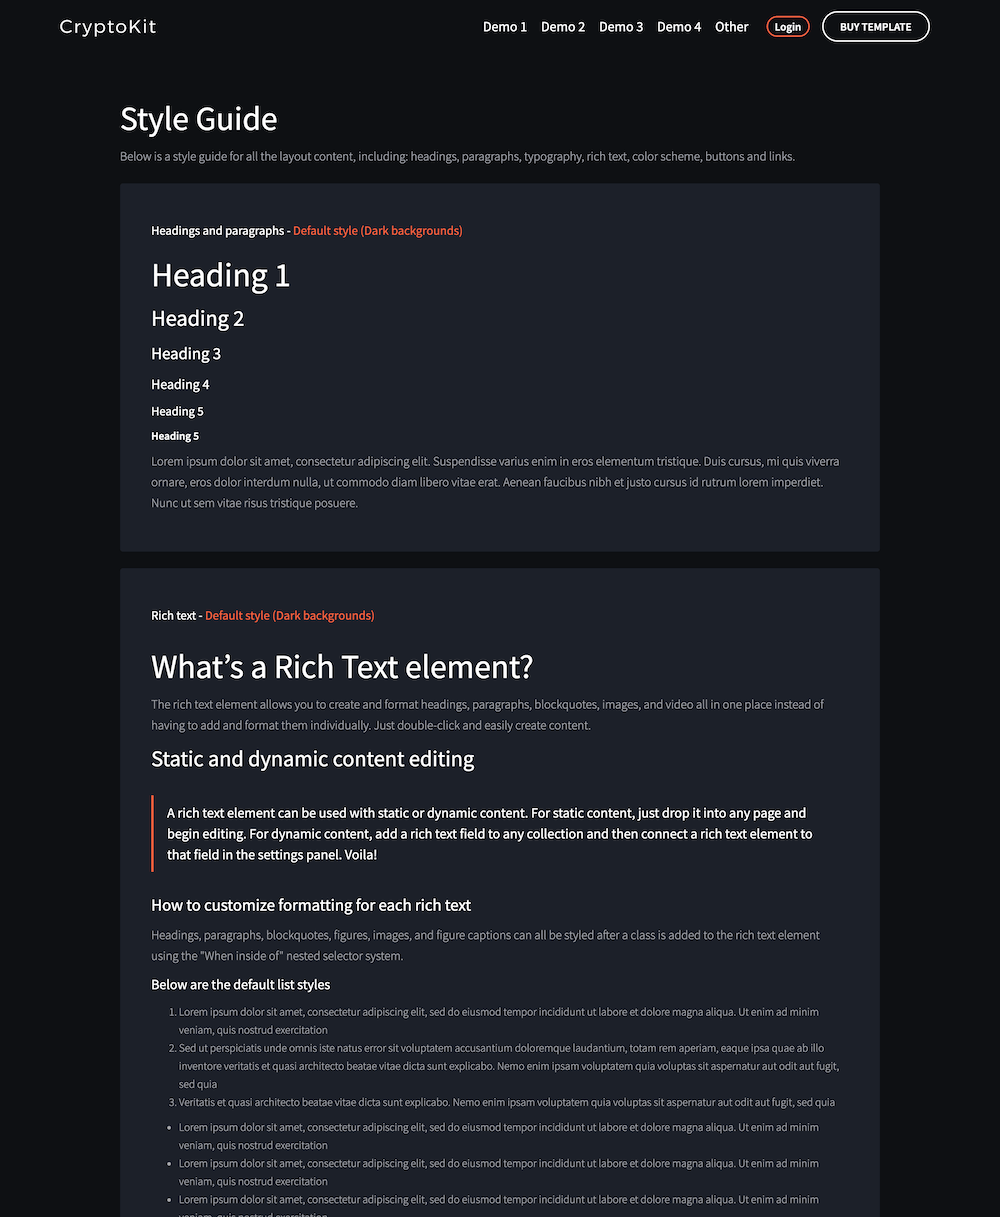 CryptoKit
Demo 1 Demo 2 Demo 3 Demo 4 Other Login BUY TEMPLATE
Style Guide
Below is a style guide for all the layout content, including: headings, paragraphs, typography, rich text, color scheme, buttons and links.
Headings and paragraphs - Default style (Dark backgrounds)
Heading 1
Heading 2
Heading 3
Heading 4
Heading 5
Heading 5
Lorem ipsum dolor sit amet, consectetur adipiscing elit. Suspendisse varius enim in eros elementum tristique. Duis cursus, mi quis viverra
ornare, eros dolor interdum nulla, ut commodo diam libero vitae erat. Aenean faucibus nibh et justo cursus id rutrum lorem imperdiet.
Nunc ut sem vitae risus tristique posuere.
Rich text - Default style (Dark backgrounds)
What's a Rich Text element?
The rich text element allows you to create and format headings, paragraphs, blockquotes, images, and video all in one place instead of
having to add and format them individually. Just double-click and easily create content.
Static and dynamic content editing
A rich text element can be used with static or dynamic content. For static content, just drop it into any page and
begin editing. For dynamic content, add a rich text field to any collection and then connect a rich text element to
that field in the settings panel. Voila!
How to customize formatting for each rich text
Headings, paragraphs, blockquotes, figures, images, and figure captions can all be styled after a class is added to the rich text element
using the "When inside of" nested selector system.
Below are the default list styles
1. Lorem ipsum dolor sit amet, consectetur adipiscing elit, sed do eiusmod tempor incididunt ut labore et dolore magna aliqua. Ut enim ad minim
veniam, quis nostrud exercitation
2. Sed ut perspiciatis unde omnis iste natus error sit voluptatem accusantium doloremque laudantium, totam rem aperiam, eaque ipsa quae ab illo
inventore veritatis et quasi architecto beatae vitae dicta sunt explicabo. Nemo enim ipsam voluptatem quia voluptas sit aspernatur aut odit aut fugit,
sed quia
3. Veritatis et quasi architecto beatae vitae dicta sunt explicabo. Nemo enim ipsam voluptatem quia voluptas sit aspernatur aut odit aut fugit, sed quia
• Lorem ipsum dolor sit amet, consectetur adipiscing elit, sed do eiusmod tempor incididunt ut labore et dolore magna aliqua. Ut enim ad minim
veniam, quis nostrud exercitation
• Lorem ipsum dolor sit amet, consectetur adipiscing elit, sed do eiusmod tempor incididunt ut labore et dolore magna aliqua. Ut enim ad minim
veniam, quis nostrud exercitation
• Lorem ipsum dolor sit amet, consectetur adipiscing elit, sed do eiusmod tempor incididunt ut labore et dolore magna aliqua. Ut enim ad minim